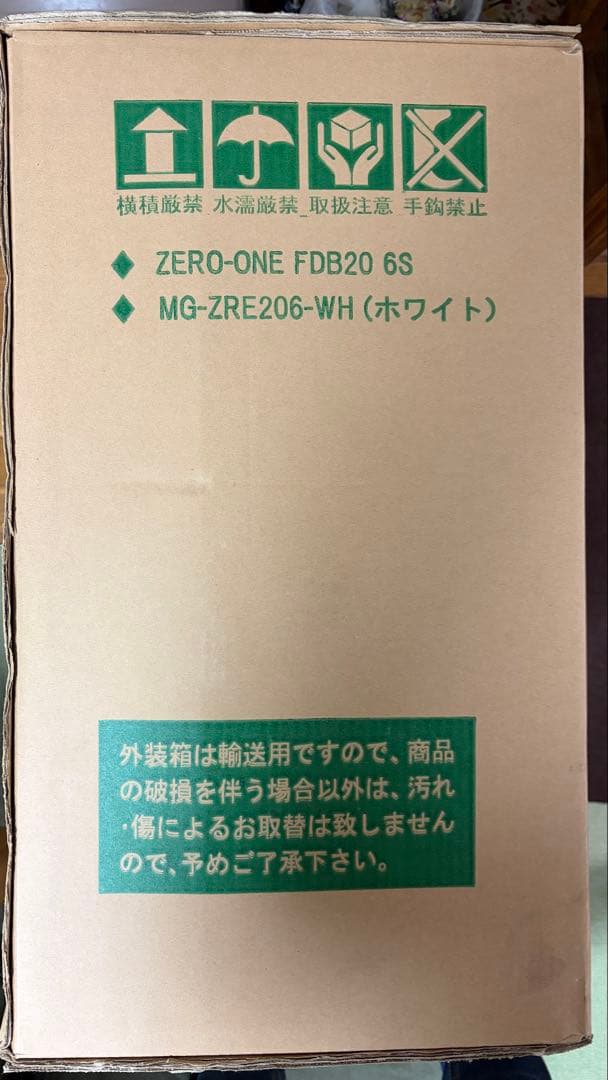 横積厳禁 水濡厳禁 取扱注意 手鈎禁止
◆ ZERO-ONE FDB20 6S
◆ MG-ZRE206-WH(ホワイト)
外装箱は輸送用ですので、商品
の破損を伴う場合以外は、汚れ
・傷によるお取替は致しません
ので、予めご了承下さい。